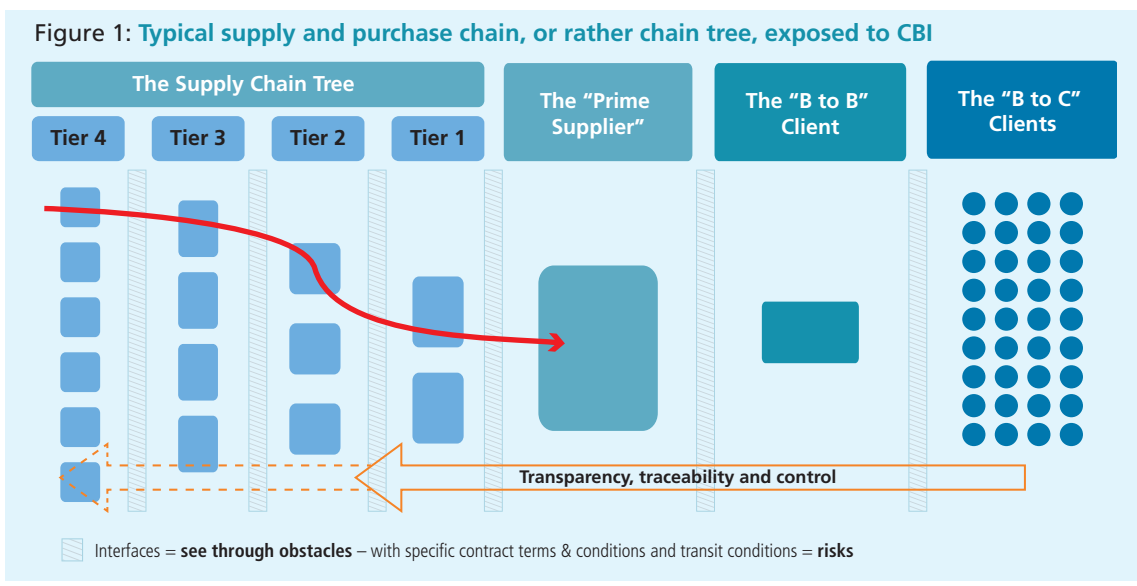 Figure 1: Typical supply and purchase chain, or rather chain tree, exposed to CBI
The Supply Chain Tree
The “Prime
Supplier”
The “B to B”
Client
The “B to C”
Clients
Tier 4
Tier 3
Tier 2
Tier 1
Transparency, traceability and control
Interfaces = see through obstacles – with specific contract terms & conditions and transit conditions = risks